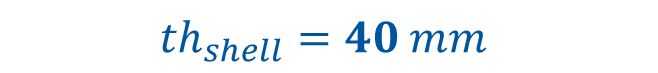 th_shell = 40 mm